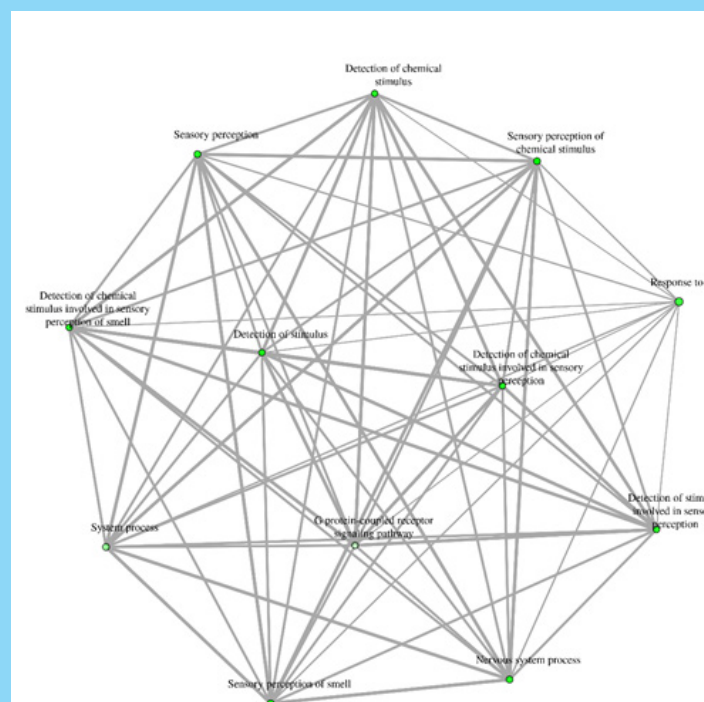 Detection of chemical
stimulus
Sensory perception
Sensory perception of
chemical stimulus
Response to
Detection of chemical
stimulus involved in sensory
perception of smell
Detection of stimulus
Detection of chemical
stimulus involved in sensory
perception
Detection of stim
involved in senso
perception
System process
G protein-coupled receptor
signaling pathway
Nervous system process
Sensory perception of smell